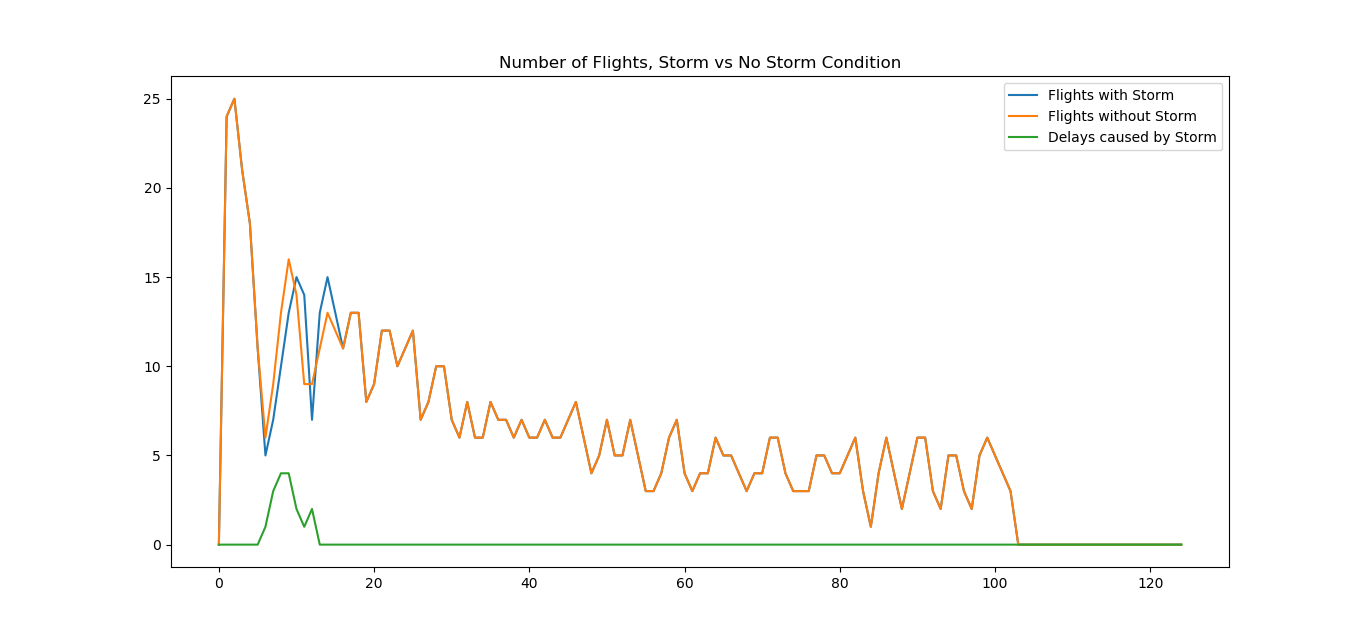 Number of Flights, Storm vs No Storm Condition
25
20
15
10
5
0
Flights with Storm
Flights without Storm
Delays caused by Storm
0 20 40 60 80 100 120